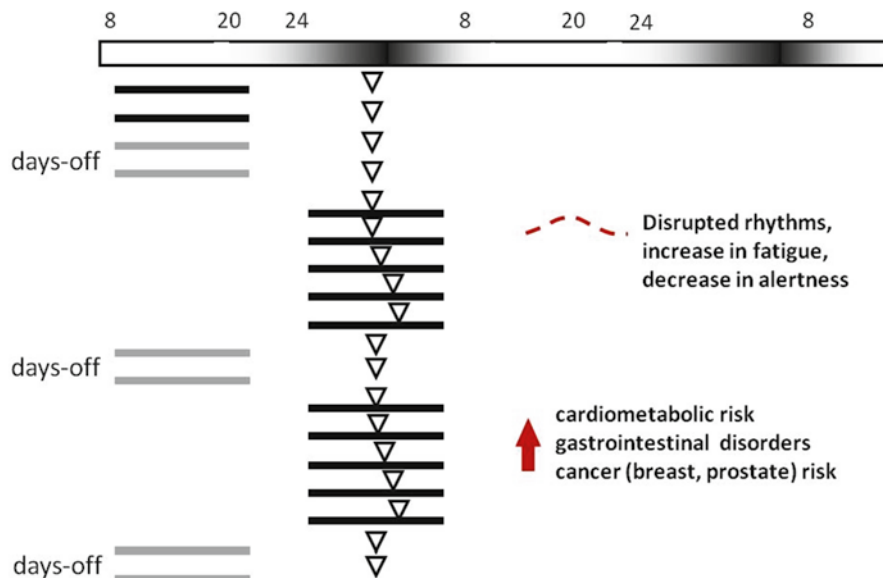 8 20 24 8 20 24 8
days-off
Disrupted rhythms,
increase in fatigue,
decrease in alertness
days-off
cardiometabolic risk
gastrointestinal disorders
cancer (breast, prostate) risk
days-off